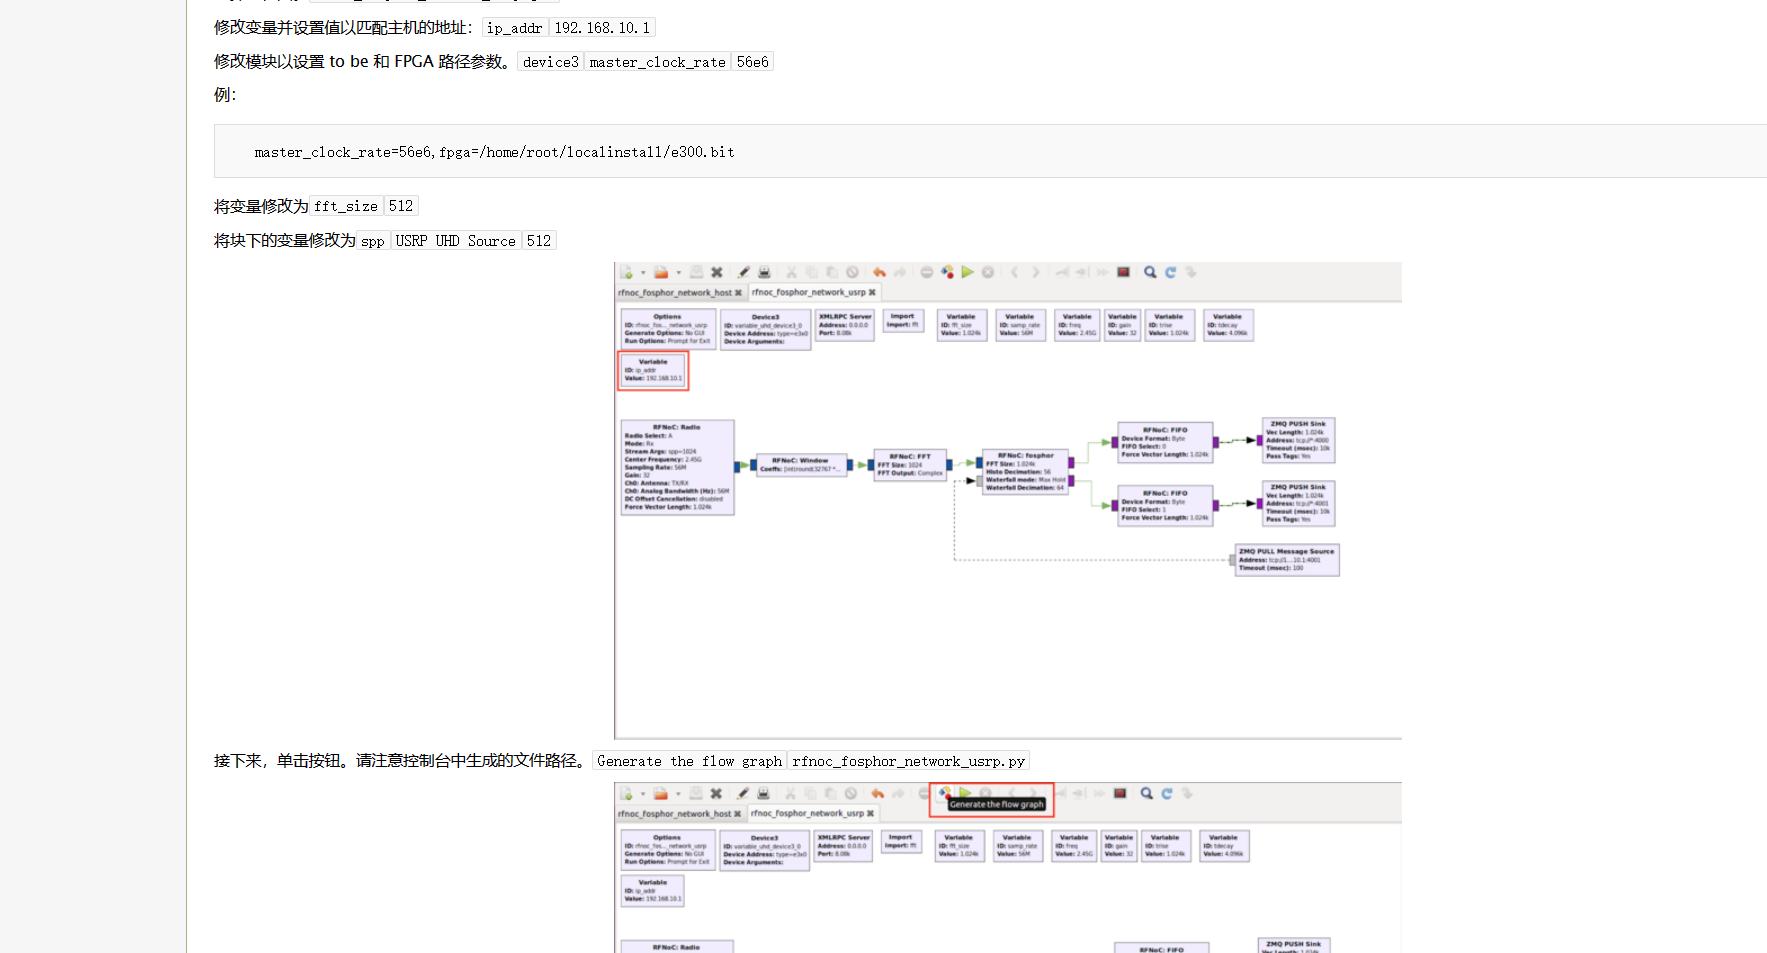 修改变量并设置值以匹配主机的地址： ip_addr 192.168.10.1
修改模块以设置 to be 和 FPGA 路径参数。 device3 master_clock_rate 56e6
例：
master_clock_rate=56e6,fpga=/home/root/localinstall/e300.bit
将变量修改为 fft_size 512
将块下的变量修改为 spp USRP UHD Source 512
rfnoc_fosphor_network_host rfnoc_fosphor_network_usrp
Options
ID: rfnoc_fos..._network_usrp
Generate Options: No GUI
Run Options: Prompt for Exit
Device3
ID: variable_uhd_device3_0
Device Address: type=e3x0
Device Arguments:
XMLRPC Server
Address: 0.0.0.0
Port: 8.08k
Import
Import: fft
Variable
ID: fft_size
Value: 1.024k
Variable
ID: samp_rate
Value: 56M
Variable
ID: freq
Value: 2.45G
Variable
ID: gain
Value: 32
Variable
ID: trise
Value: 1.024k
Variable
ID: tdecay
Value: 4.096k
Variable
ID: ip_addr
Value: 192.168.10.1
RFNoC: Radio
Radio Select: A
Mode: Rx
Stream Args: spp=1024
Center Frequency: 2.45G
Sampling Rate: 56M
Gain: 32
Ch0: Antenna: TX/RX
Ch0: Analog Bandwidth (Hz): 56M
DC Offset Cancellation: disabled
Force Vector Length: 1.024k
RFNoC: Window
Coeffs: [int(round(32767*...
RFNoC: FFT
FFT Size: 1024
FFT Output: Complex
RFNoC: fosphor
FFT Size: 1.024k
Histo Decimation: 56
Waterfall mode: Max Hold
Waterfall Decimation: 64
RFNoC: FIFO
Device Format: Byte
FIFO Select: 0
Force Vector Length: 1.024k
ZMQ PUSH Sink
Vec Length: 1.024k
Address: tcp://*:4000
Timeout (msec): 10k
Pass Tags: Yes
RFNoC: FIFO
Device Format: Byte
FIFO Select: 1
Force Vector Length: 1.024k
ZMQ PUSH Sink
Vec Length: 1.024k
Address: tcp://*:4001
Timeout (msec): 10k
Pass Tags: Yes
ZMQ PULL Message Source
Address: tcp://1...10.1:4001
Timeout (msec): 100
接下来，单击按钮。请注意控制台中生成的文件路径。 Generate the flow graph rfnoc_fosphor_network_usrp.py
Generate the flow graph
rfnoc_fosphor_network_host rfnoc_fosphor_network_usrp
Options
ID: rfnoc_fos..._network_usrp
Generate Options: No GUI
Run Options: Prompt for Exit
Device3
ID: variable_uhd_device3_0
Device Address: type=e3x0
Device Arguments:
XMLRPC Server
Address: 0.0.0.0
Port: 8.08k
Import
Import: fft
Variable
ID: fft_size
Value: 1.024k
Variable
ID: samp_rate
Value: 56M
Variable
ID: freq
Value: 2.45G
Variable
ID: gain
Value: 32
Variable
ID: trise
Value: 1.024k
Variable
ID: tdecay
Value: 4.096k
Variable
ID: ip_addr
Value: 192.168.10.1
RFNoC: Radio
RFNoC: FIFO
ZMQ PUSH Sink